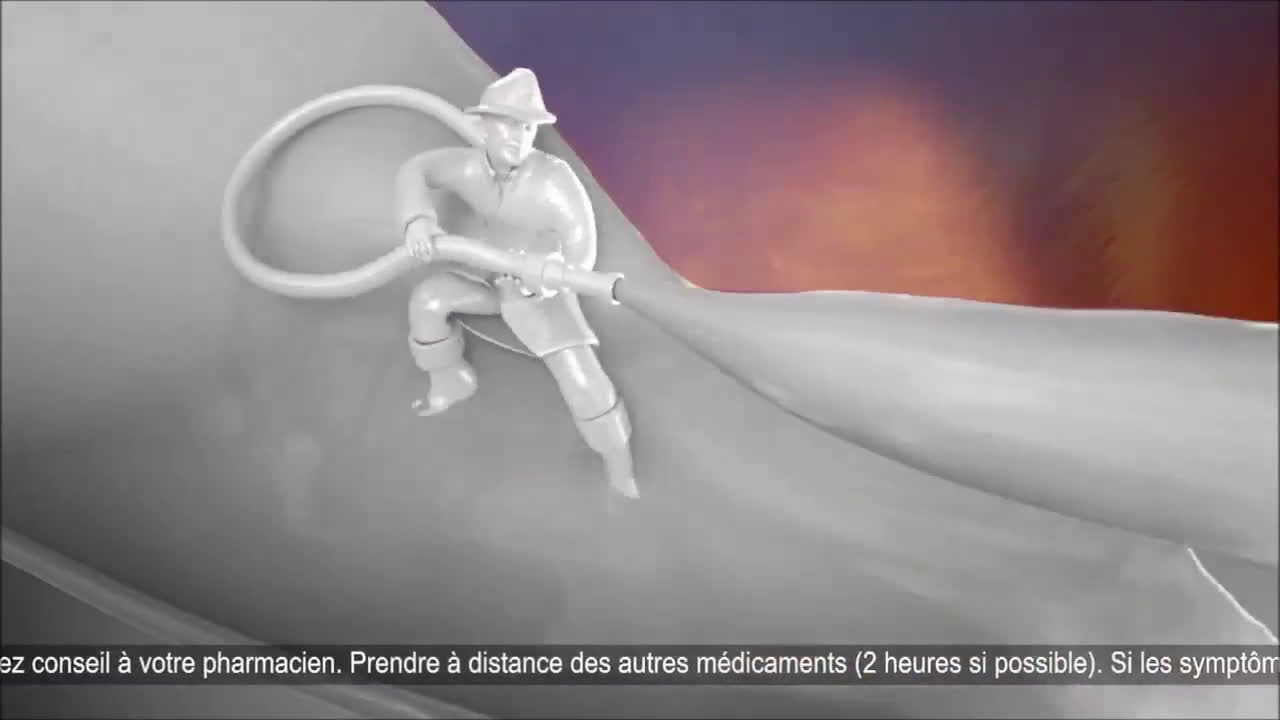 ez conseil à votre pharmacien. Prendre à distance des autres médicaments (2 heures si possible). Si les symptôm